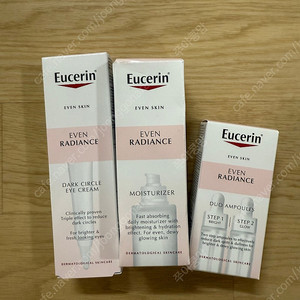 Eucerin
EVEN SKIN
EVEN
RADIANCE
DARK CIRCLE
EYE CREAM
Clinically proven
Triple effect to reduce
dark circles
For brighter &
fresh looking eyes
DERMATOLOGICAL SKINCARE
Eucerin
EVEN SKIN
EVEN
RADIANCE
MOISTURIZER
Fast absorbing
daily moisturizer with
brightening & hydration
effect. For even, dewy
glowing skin
DERMATOLOGICAL SKINCARE
Eucerin
EVEN SKIN
EVEN
RADIANCE
DUO AMPOULES
STEP 1
BRIGHT
STEP 2
GLOW
DERMATOLOGICAL SKINCARE